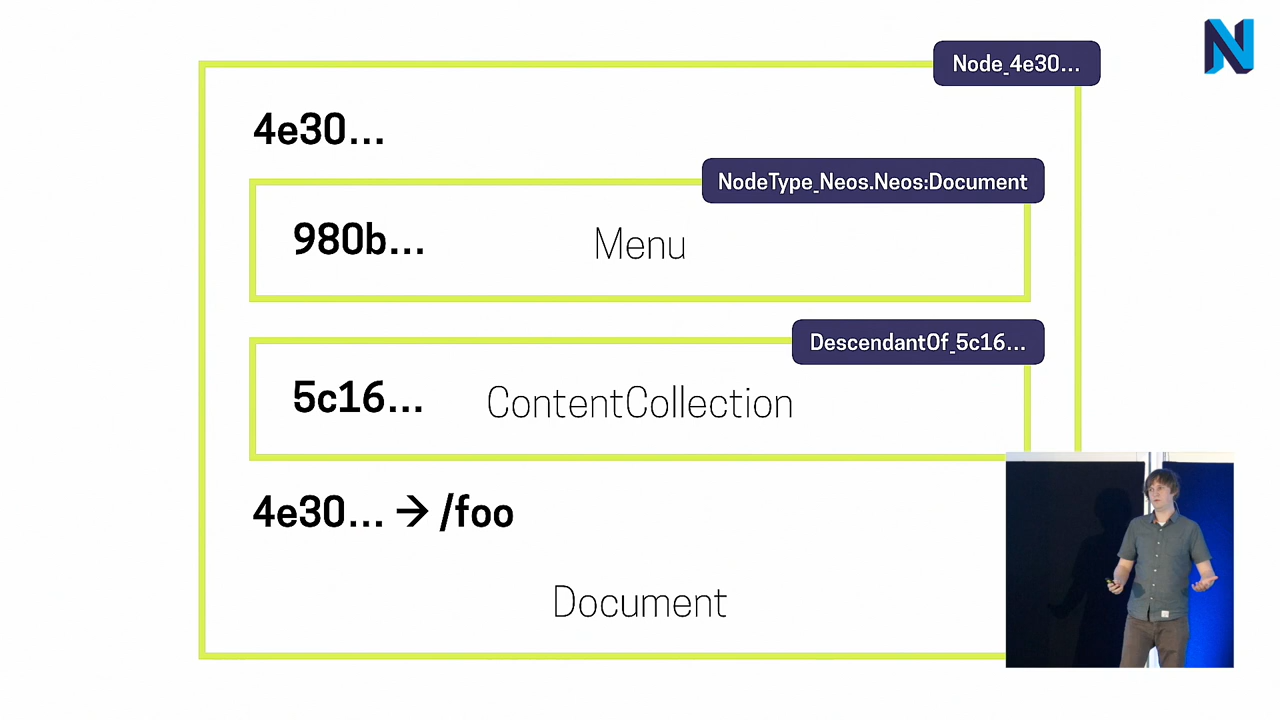 Node_4e30...
4e30...
NodeType_Neos.Neos:Document
980b... Menu
DescendantOf_5c16...
5c16... ContentCollection
4e30... → /foo
Document